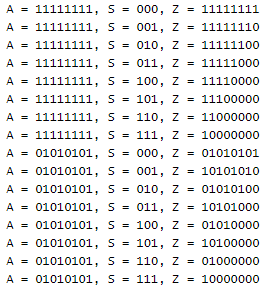 A = 11111111, S = 000, Z = 11111111
A = 11111111, S = 001, Z = 11111110
A = 11111111, S = 010, Z = 11111100
A = 11111111, S = 011, Z = 11111000
A = 11111111, S = 100, Z = 11110000
A = 11111111, S = 101, Z = 11100000
A = 11111111, S = 110, Z = 11000000
A = 11111111, S = 111, Z = 10000000
A = 01010101, S = 000, Z = 01010101
A = 01010101, S = 001, Z = 10101010
A = 01010101, S = 010, Z = 01010100
A = 01010101, S = 011, Z = 10101000
A = 01010101, S = 100, Z = 01010000
A = 01010101, S = 101, Z = 10100000
A = 01010101, S = 110, Z = 01000000
A = 01010101, S = 111, Z = 10000000